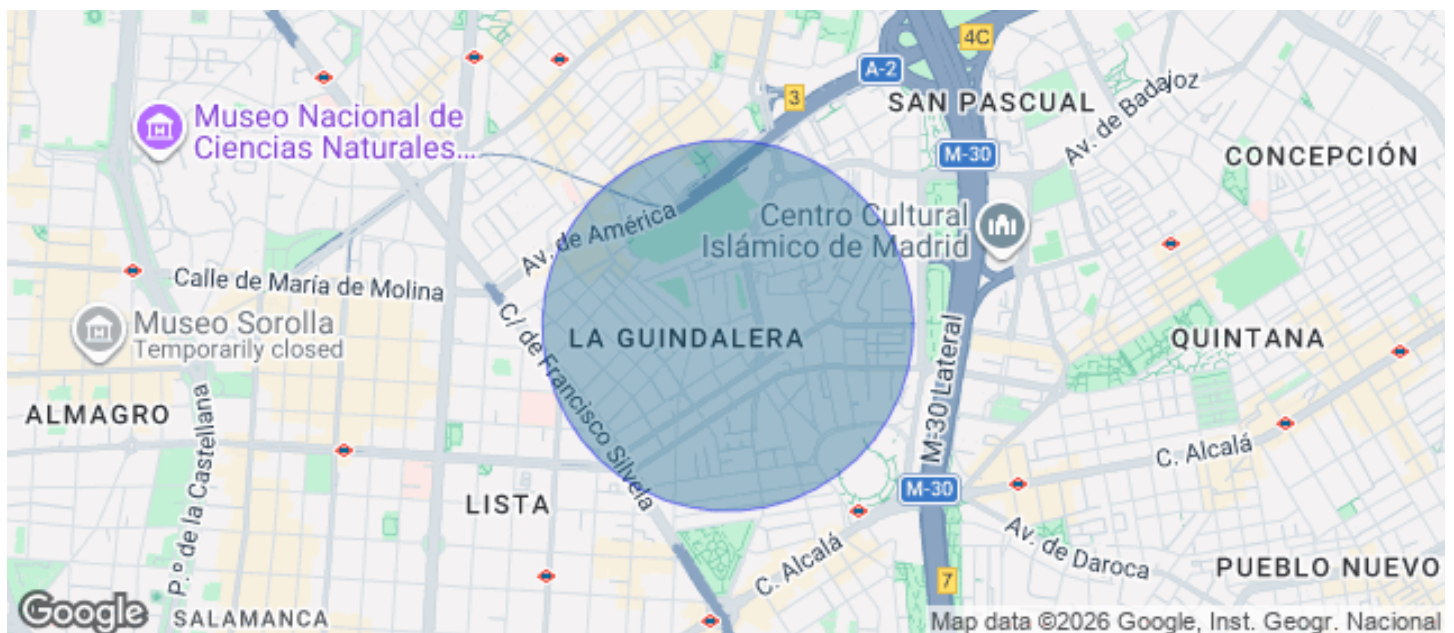 4C
A-2
SAN PASCUAL
3
Av. de Badajoz
Museo Nacional de
Ciencias Naturales...
M-30
CONCEPCIÓN
Av. de América
Centro Cultural
Islámico de Madrid
Calle de María de Molina
C/ de Francisco Silvela
Museo Sorolla
Temporarily closed
LA GUINDALERA
M-30 Lateral
QUINTANA
ALMAGRO
P.º de la Castellana
C. Alcalá
LISTA
M-30
Av. de Daroca
C. Alcalá
7
PUEBLO NUEVO
Google
SALAMANCA
Map data ©2026 Google, Inst. Geogr. Nacional